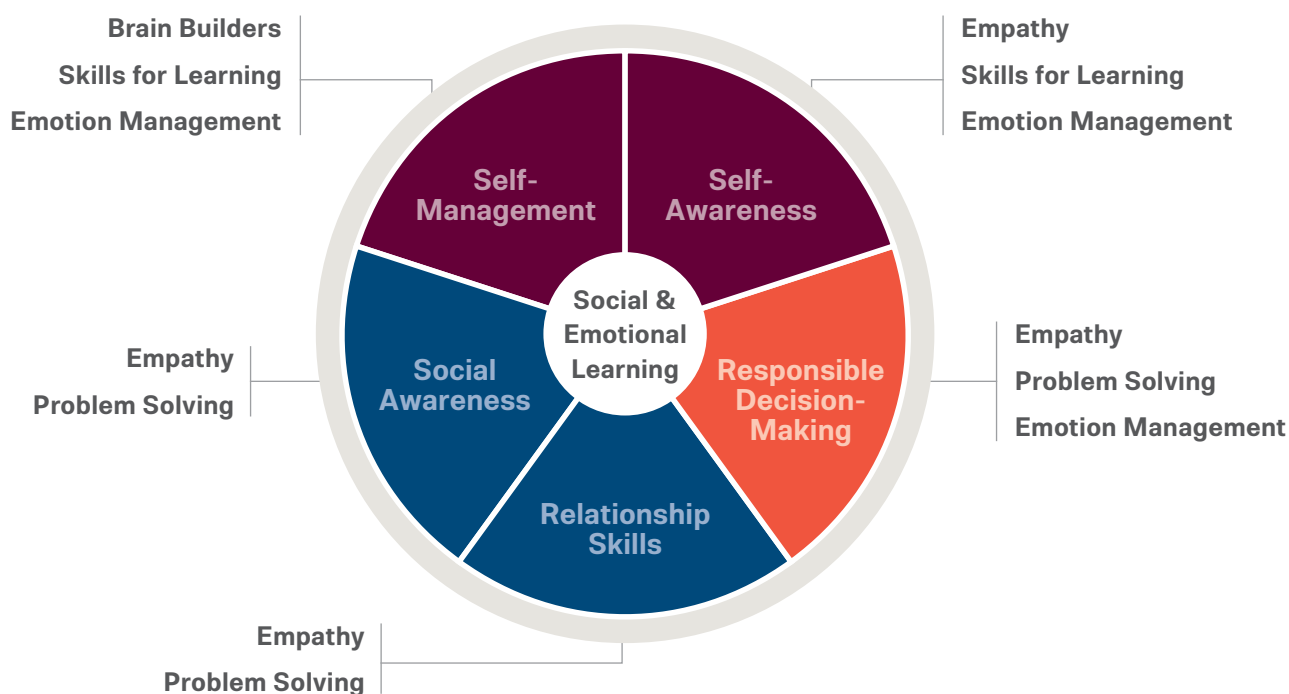 Brain Builders
Skills for Learning
Emotion Management
Empathy
Skills for Learning
Emotion Management
Self-
Management
Self-
Awareness
Social &
Emotional
Learning
Empathy
Problem Solving
Social
Awareness
Responsible
Decision-
Making
Empathy
Problem Solving
Emotion Management
Relationship
Skills
Empathy
Problem Solving